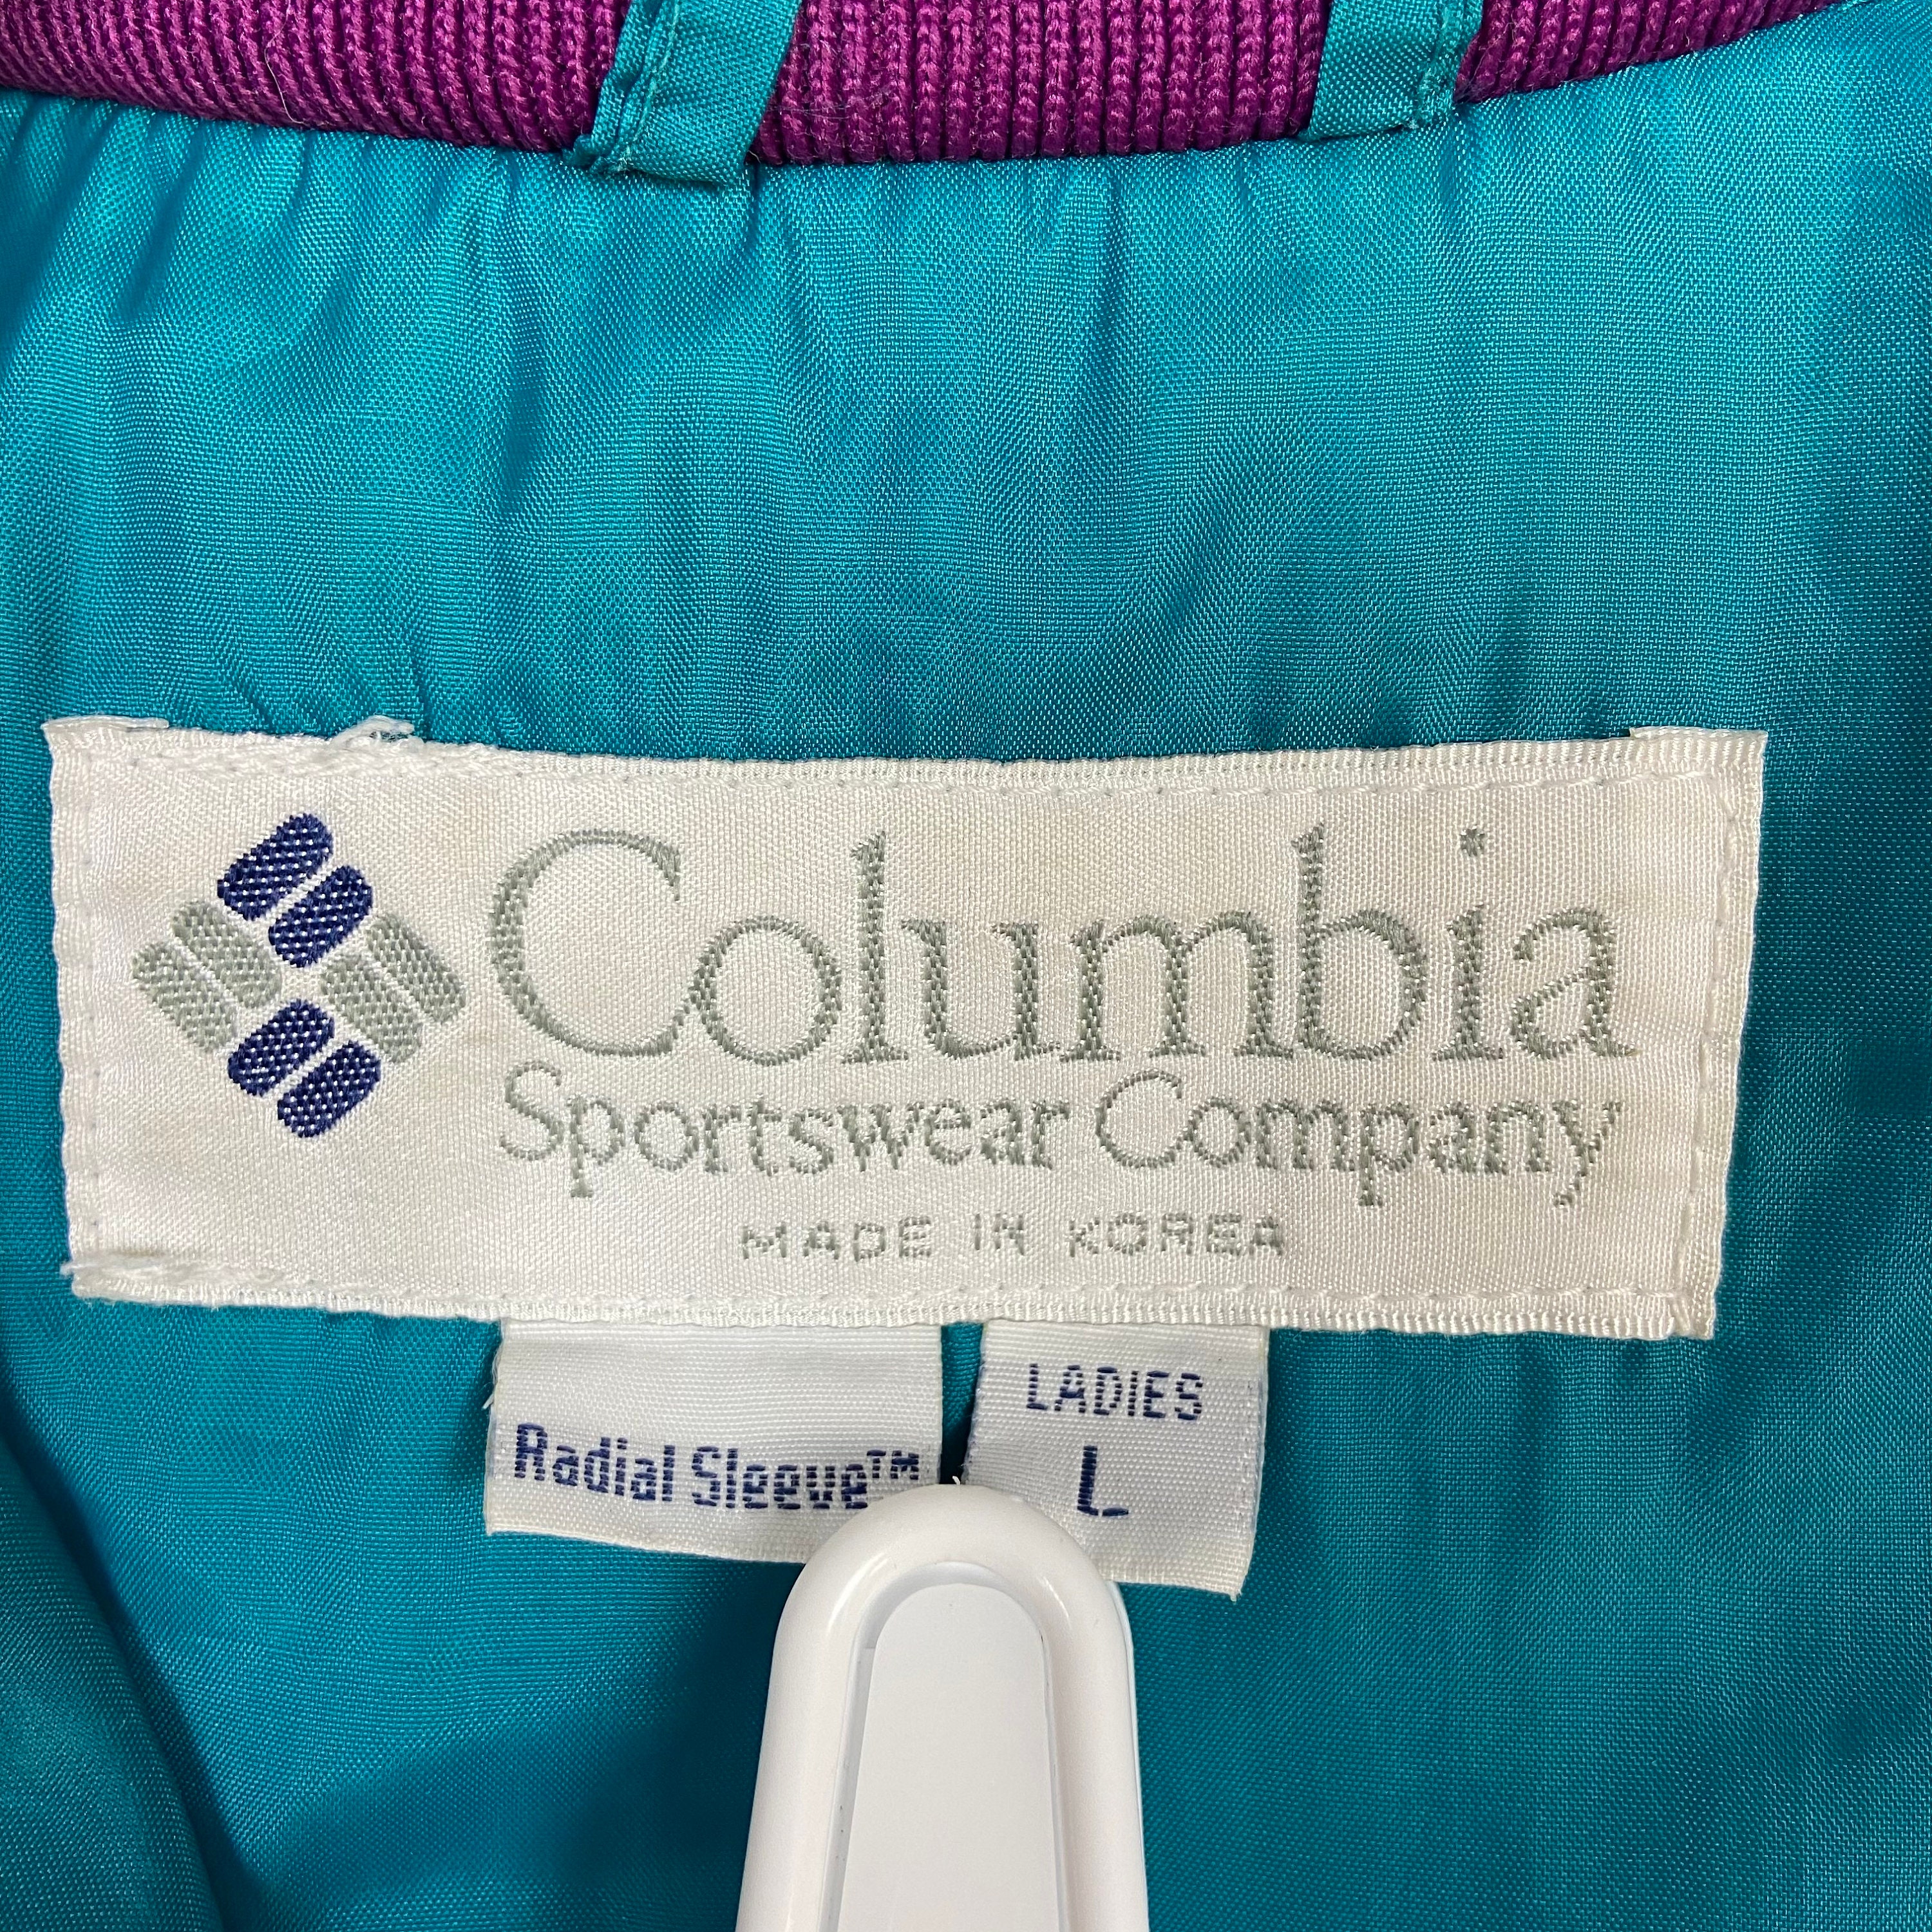 Columbia
Sportswear Company
MADE IN KOREA
Radial Sleeve™
LADIES
L